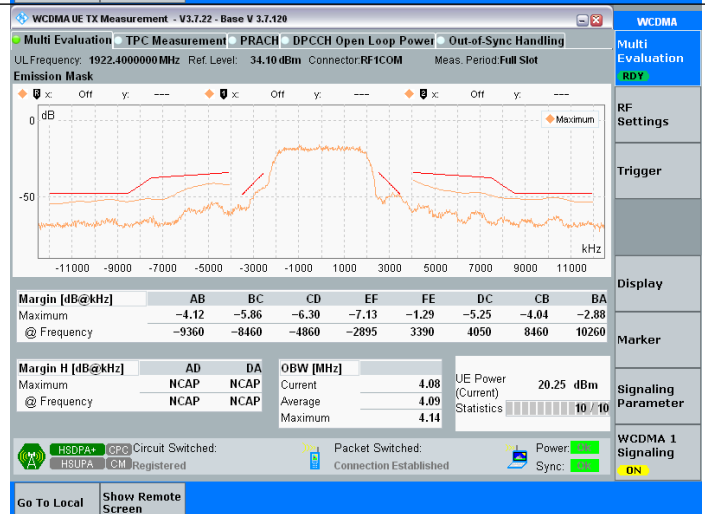 WCDMA UE TX Measurement - V3.7.22 - Base V 3.7.120
WCDMA
Multi Evaluation TPC Measurement PRACH DPCCH Open Loop Power Out-of-Sync Handling
Multi Evaluation
RDY
UL Frequency: 1922.4000000 MHz Ref. Level: 34.10 dBm Connector:RF1COM Meas. Period:Full Slot
Emission Mask
x: Off y: --- x: Off y: --- x: Off y: ---
RF Settings
dB
Maximum
0
Trigger
-50
kHz
-11000 -9000 -7000 -5000 -3000 -1000 1000 3000 5000 7000 9000 11000
Display
Margin [dB@kHz] AB BC CD EF FE DC CB BA
Maximum −4.12 −5.86 −6.30 −7.13 −1.29 −5.25 −4.04 −2.88
@ Frequency −9360 −8460 −4860 −2895 3390 4050 8460 10260
Marker
Margin H [dB@kHz] AD DA
Maximum NCAP NCAP
@ Frequency NCAP NCAP
OBW [MHz]
Current 4.08
Average 4.09
Maximum 4.14
UE Power (Current) 20.25 dBm
Statistics 10 / 10
Signaling Parameter
HSDPA+ CPC Circuit Switched: Packet Switched: Power: OK
HSUPA CM Registered Connection Established Sync: OK
WCDMA 1 Signaling
ON
Go To Local
Show Remote Screen